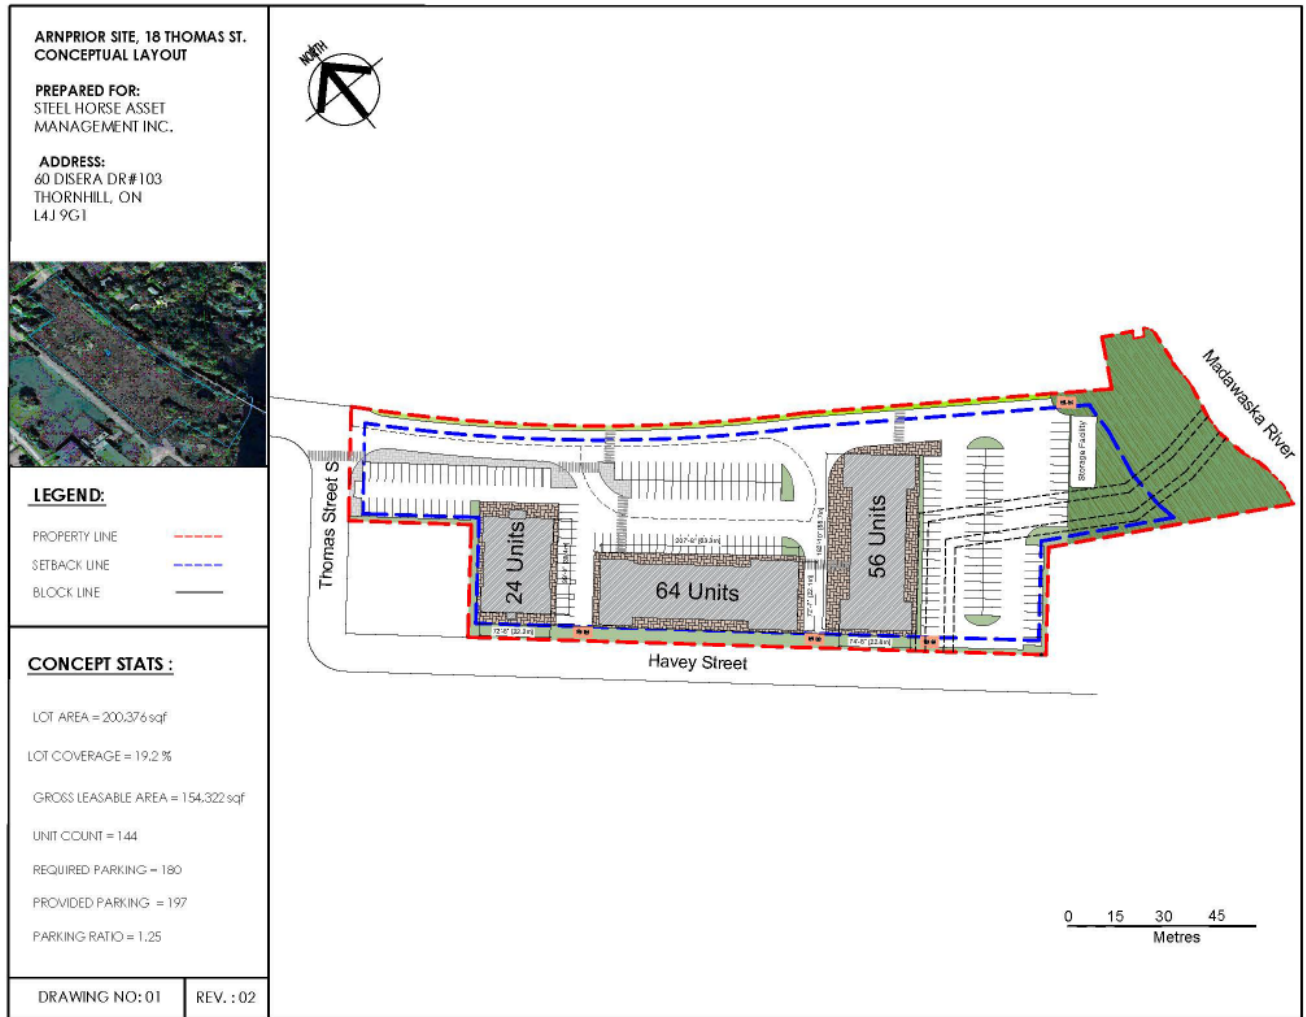 ARNPRIOR SITE, 18 THOMAS ST.
CONCEPTUAL LAYOUT
PREPARED FOR:
STEEL HORSE ASSET
MANAGEMENT INC.
ADDRESS:
60 DISERA DR#103
THORNHILL, ON
L4J 9G1
LEGEND:
PROPERTY LINE
SETBACK LINE
BLOCK LINE
CONCEPT STATS :
LOT AREA = 200,376 sqf
LOT COVERAGE = 19.2 %
GROSS LEASABLE AREA = 154,322 sqf
UNIT COUNT = 144
REQUIRED PARKING = 180
PROVIDED PARKING = 197
PARKING RATIO = 1.25
DRAWING NO: 01
REV. : 02
NORTH
Madawaska River
Storage Facility
Thomas Street S
24 Units
64 Units
56 Units
Havey Street
0 15 30 45
Metres